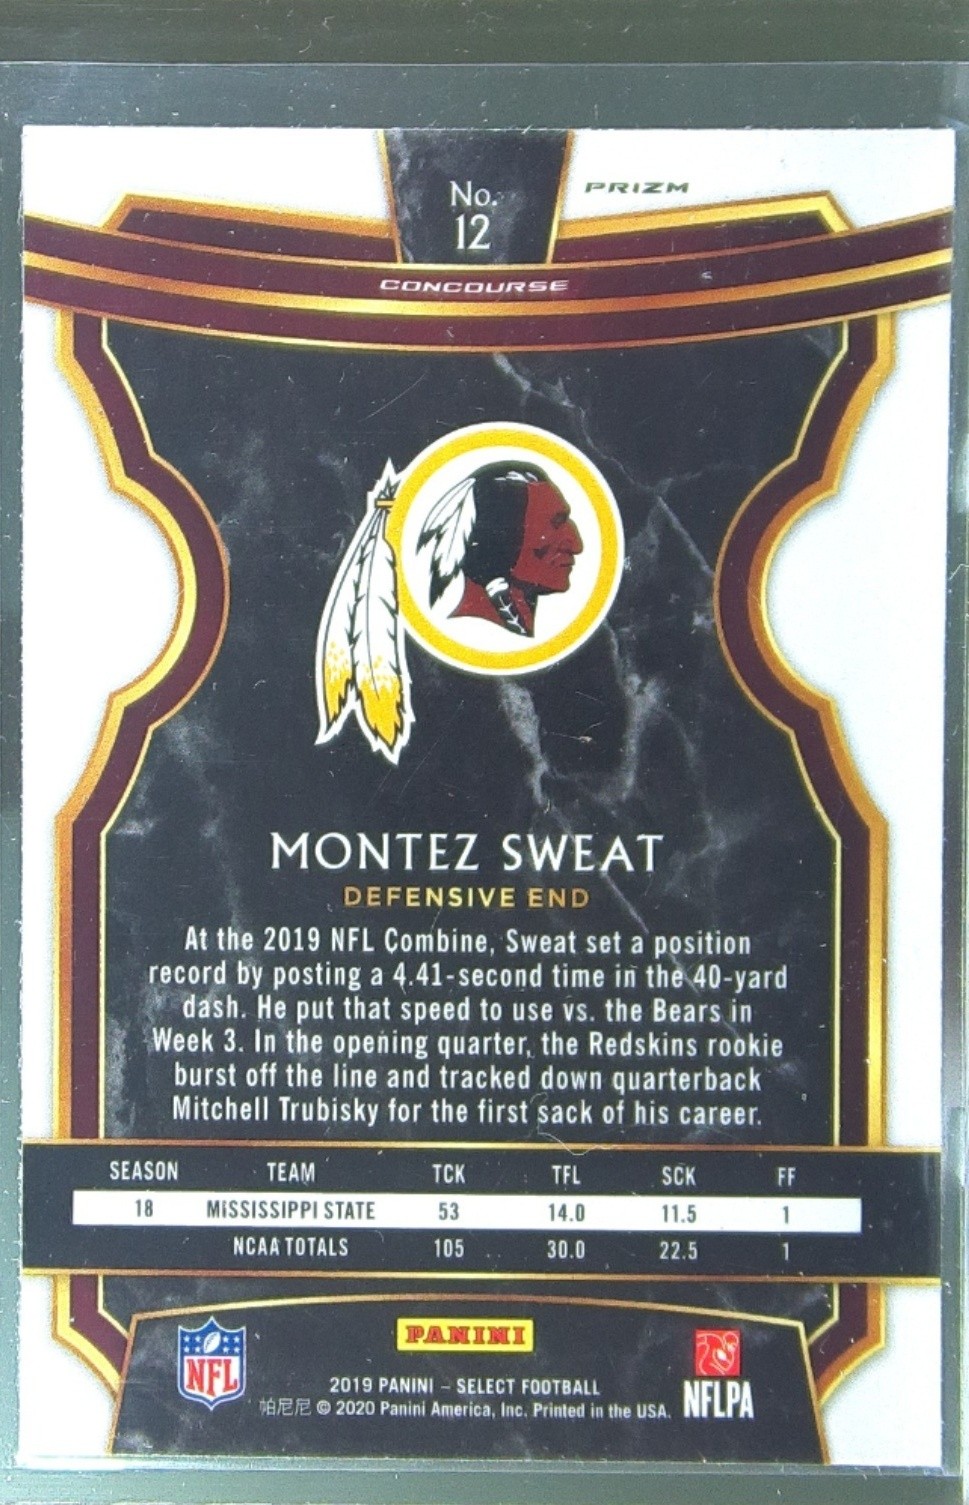 No.
12
PRIZM
CONCOURSE
MONTEZ SWEAT
DEFENSIVE END
At the 2019 NFL Combine, Sweat set a position
record by posting a 4.41-second time in the 40-yard
dash. He put that speed to use vs. the Bears in
Week 3. In the opening quarter, the Redskins rookie
burst off the line and tracked down quarterback
Mitchell Trubisky for the first sack of his career.
SEASON TEAM TCK TFL SCK FF
18 MISSISSIPPI STATE 53 14.0 11.5 1
NCAA TOTALS 105 30.0 22.5 1
NFL
PANINI
NFLPA
2019 PANINI – SELECT FOOTBALL
帕尼尼 © 2020 Panini America, Inc. Printed in the USA.